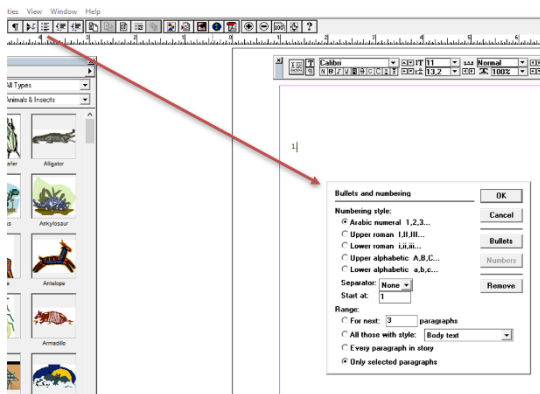 ties View Window Help
Calibri 11 Normal
N B I U 13,2 100%
All Types
Animals & Insects
Alligator
Ankylosaur
Antelope
Armadillo
1.
Bullets and numbering
OK
Numbering style:
Arabic numeral 1,2,3...
Cancel
Upper roman I,II,III...
Lower roman i,ii,iii...
Bullets
Upper alphabetic A,B,C...
Numbers
Lower alphabetic a,b,c...
Separator: None
Remove
Start at: 1
Range:
For next: 3 paragraphs
All those with style: Body text
Every paragraph in story
Only selected paragraphs